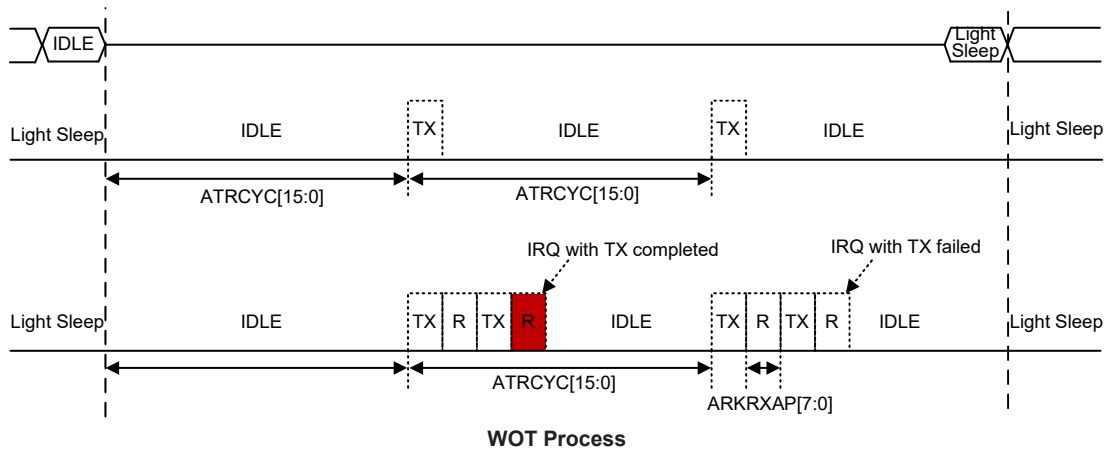 IDLE
Light
Sleep
Light Sleep IDLE TX IDLE TX IDLE Light Sleep
ATRCYC[15:0] ATRCYC[15:0]
IRQ with TX completed IRQ with TX failed
Light Sleep IDLE TX R TX R IDLE TX R TX R IDLE Light Sleep
ATRCYC[15:0]
ARKRXAP[7:0]
WOT Process